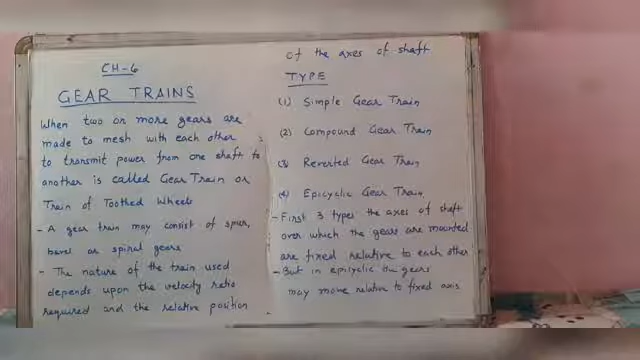 CH-6
GEAR TRAINS
When two or more gears are
made to mesh with each other
to transmit power from one shaft to
another is called Gear Train or
Train of Toothed Wheels
- A gear train may consist of spur,
bevel or spiral gears
- The nature of the train used
depends upon the velocity ratio
required and the relative position
of the axes of shaft
TYPE
(1) Simple Gear Train
(2) Compound Gear Train
(3) Reverted Gear Train
(4) Epicyclic Gear Train
- First 3 types the axes of shaft
over which the gears are mounted
are fixed relative to each other
- But in epicyclic the gears
may move relative to fixed axis